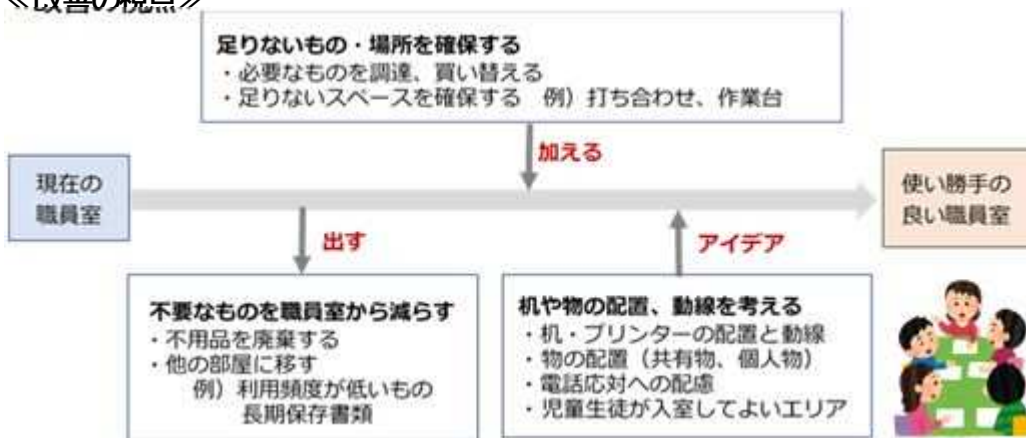 ≪改善の視点≫
足りないもの・場所を確保する
・必要なものを調達、買い替える
・足りないスペースを確保する 例）打ち合わせ、作業台
加える
現在の
職員室
使い勝手の
良い職員室
出す
アイデア
不要なものを職員室から減らす
・不用品を廃棄する
・他の部屋に移す
例）利用頻度が低いもの
長期保存書類
机や物の配置、動線を考える
・机・プリンターの配置と動線
・物の配置（共有物、個人物）
・電話応対への配慮
・児童生徒が入室してよいエリア